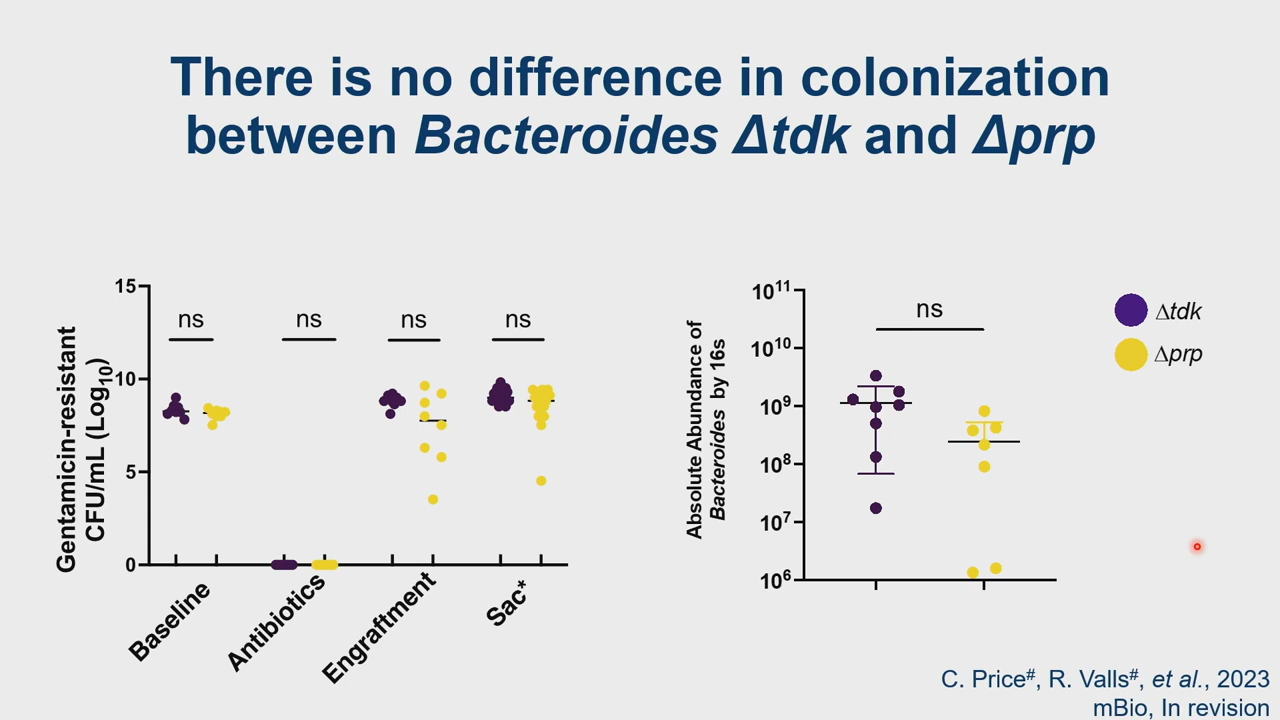 There is no difference in colonization
between Bacteroides Δtdk and Δprp
Gentamicin-resistant
CFU/mL (Log10)
15
10
5
0
ns
ns
ns
ns
Baseline
Antibiotics
Engraftment
Sac*
Absolute Abundance of
Bacteroides by 16s
10^11
10^10
10^9
10^8
10^7
10^6
ns
Δtdk
Δprp
C. Price#, R. Valls#, et al., 2023
mBio, In revision